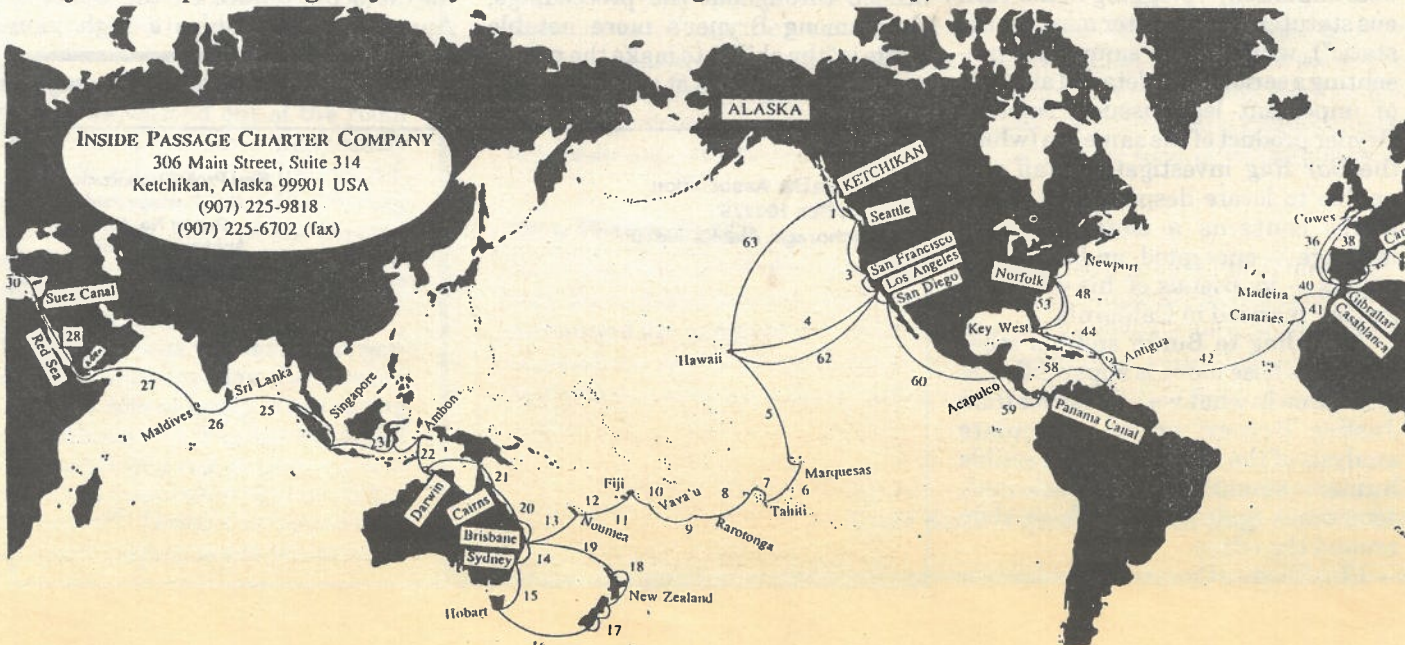 INSIDE PASSAGE CHARTER COMPANY
306 Main Street, Suite 314
Ketchikan, Alaska 99901 USA
(907) 225-9818
(907) 225-6702 (fax)
ALASKA
KETCHIKAN
1
Seattle
63
3
San Francisco
Los Angeles
San Diego
Norfolk
Newport
53
48
Key West
44
Antigua
Cowes
36
38
Madeira
40
Canaries
41
Gibraltar
Casablanca
42
30
Suez Canal
28
Red Sea
Aden
27
Maldives
26
Sri Lanka
25
Singapore
Ambon
22
21
Darwin
Cairns
20
Brisbane
Sydney
13
14
15
Hobart
Noumea
12
11
Fiji
10
Vava'u
9
8
Rarotonga
7
6
Tahiti
Marquesas
5
Hawaii
4
62
60
Acapulco
59
58
Panama Canal
19
18
New Zealand
17